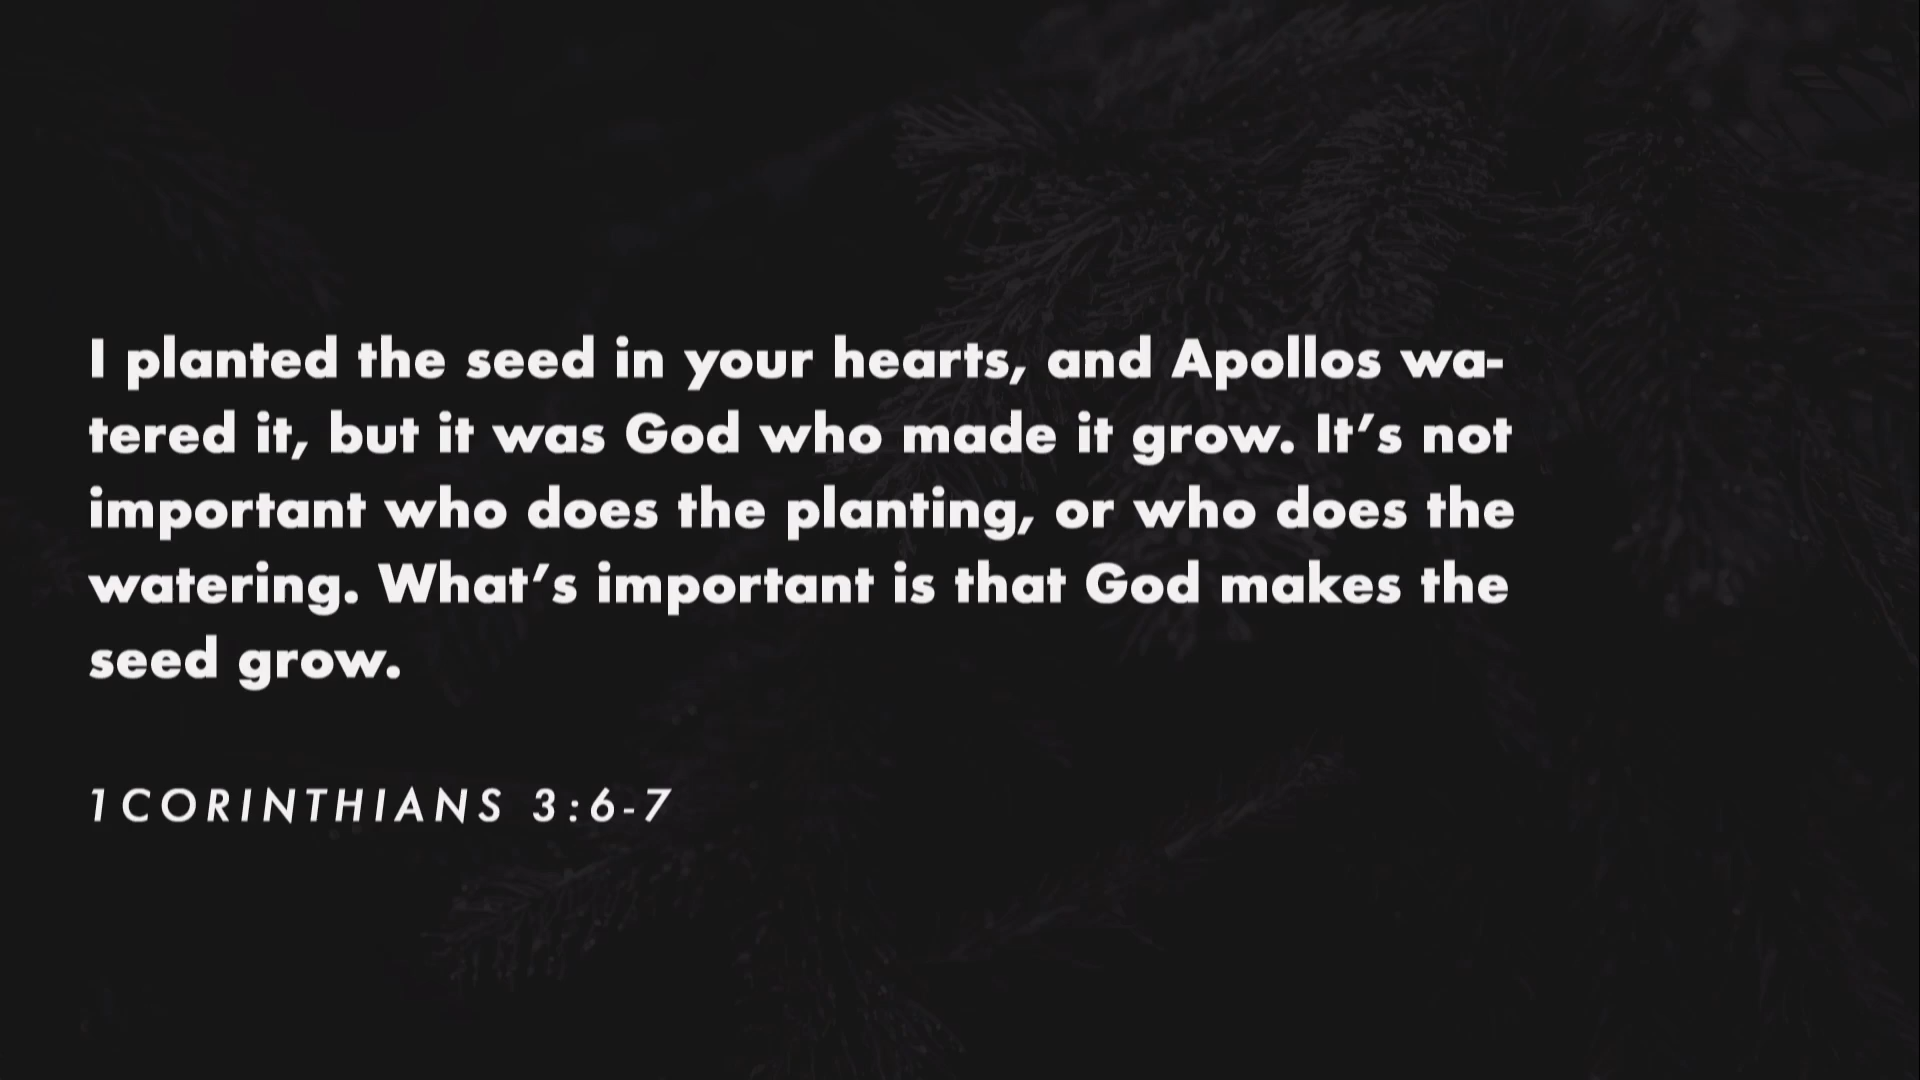 I planted the seed in your hearts, and Apollos wa-
tered it, but it was God who made it grow. It’s not
important who does the planting, or who does the
watering. What’s important is that God makes the
seed grow.
1 CORINTHIANS 3:6-7